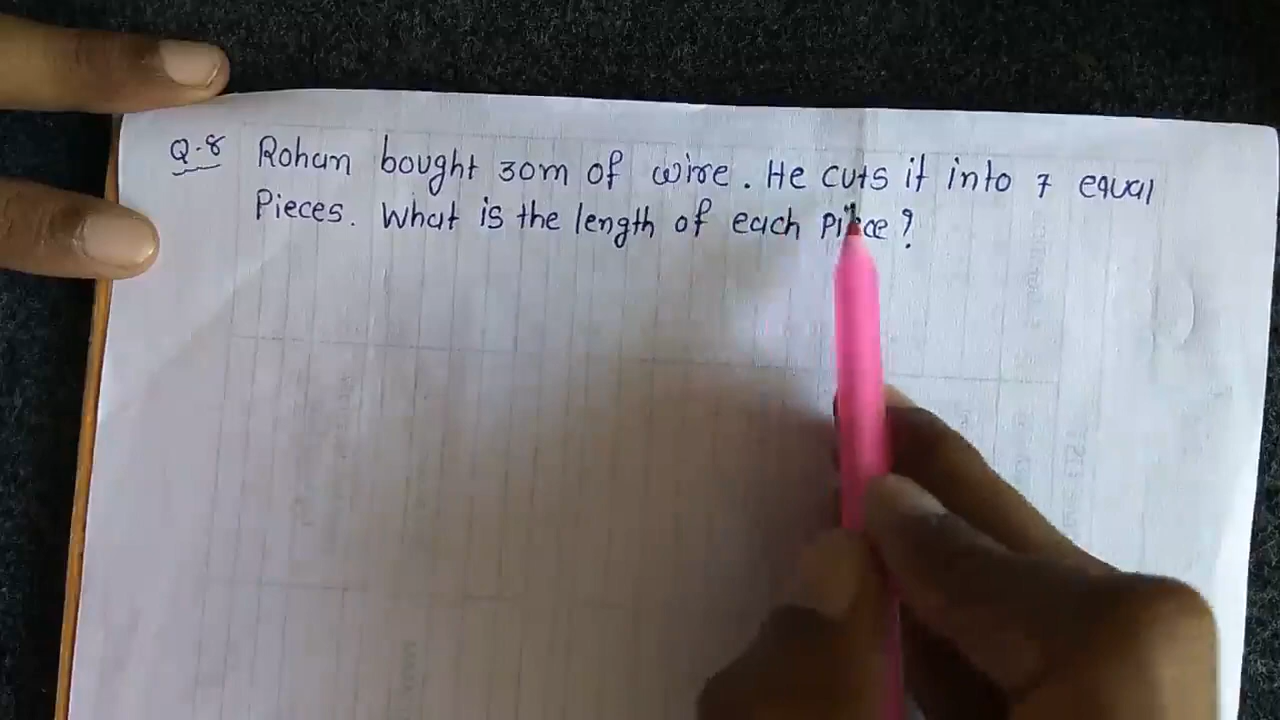 Q.8 Rohan bought 30m of wire. He cuts it into 7 equal
Pieces. What is the length of each Piece?